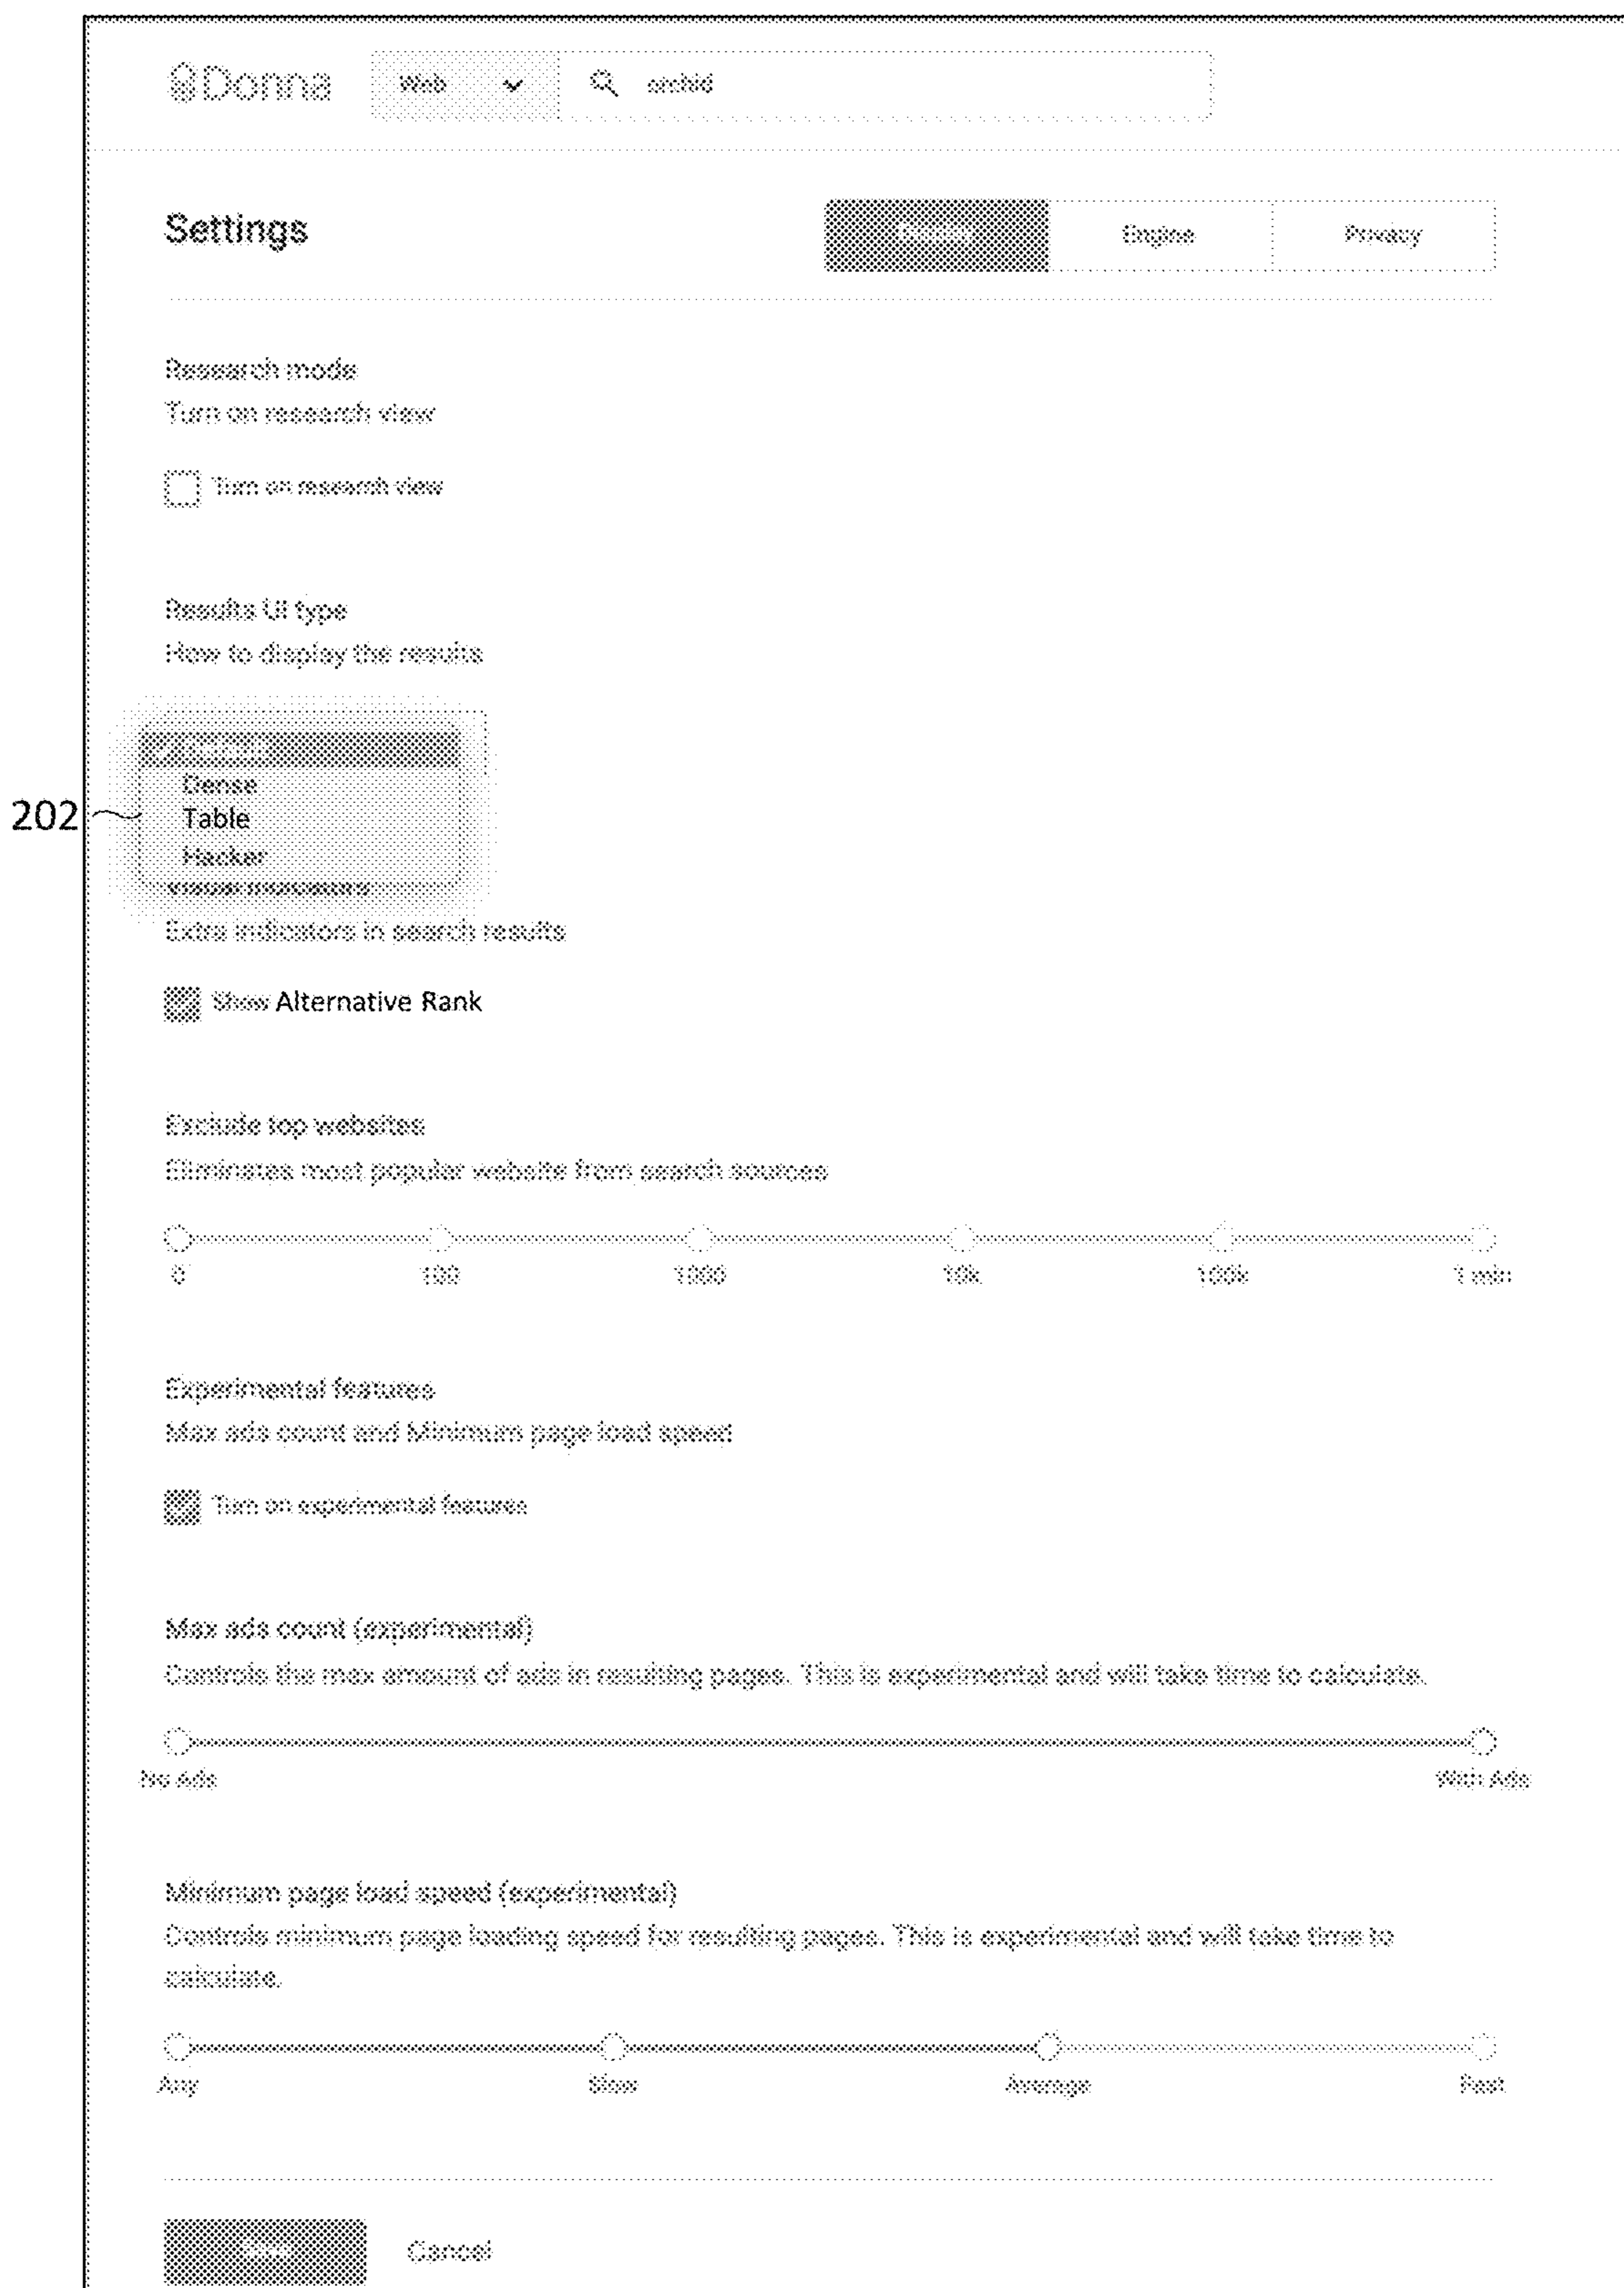 Donna Web orchid
Settings Engine Privacy
Research mode
Turn on research view
Turn on research view
Results UI type
How to display the results
Dense
202 Table
Hacker
Extra indicators in search results
Show Alternative Rank
Exclude top websites
Eliminates most popular website from search sources
0 100 1000 10k 100k 1 mln
Experimental features
Max ads count and Minimum page load speed
Turn on experimental features
Max ads count (experimental)
Controls the max amount of ads in resulting pages. This is experimental and will take time to calculate.
No Ads With Ads
Minimum page load speed (experimental)
Controls minimum page loading speed for resulting pages. This is experimental and will take time to
calculate.
Any Slow Average Fast
Cancel